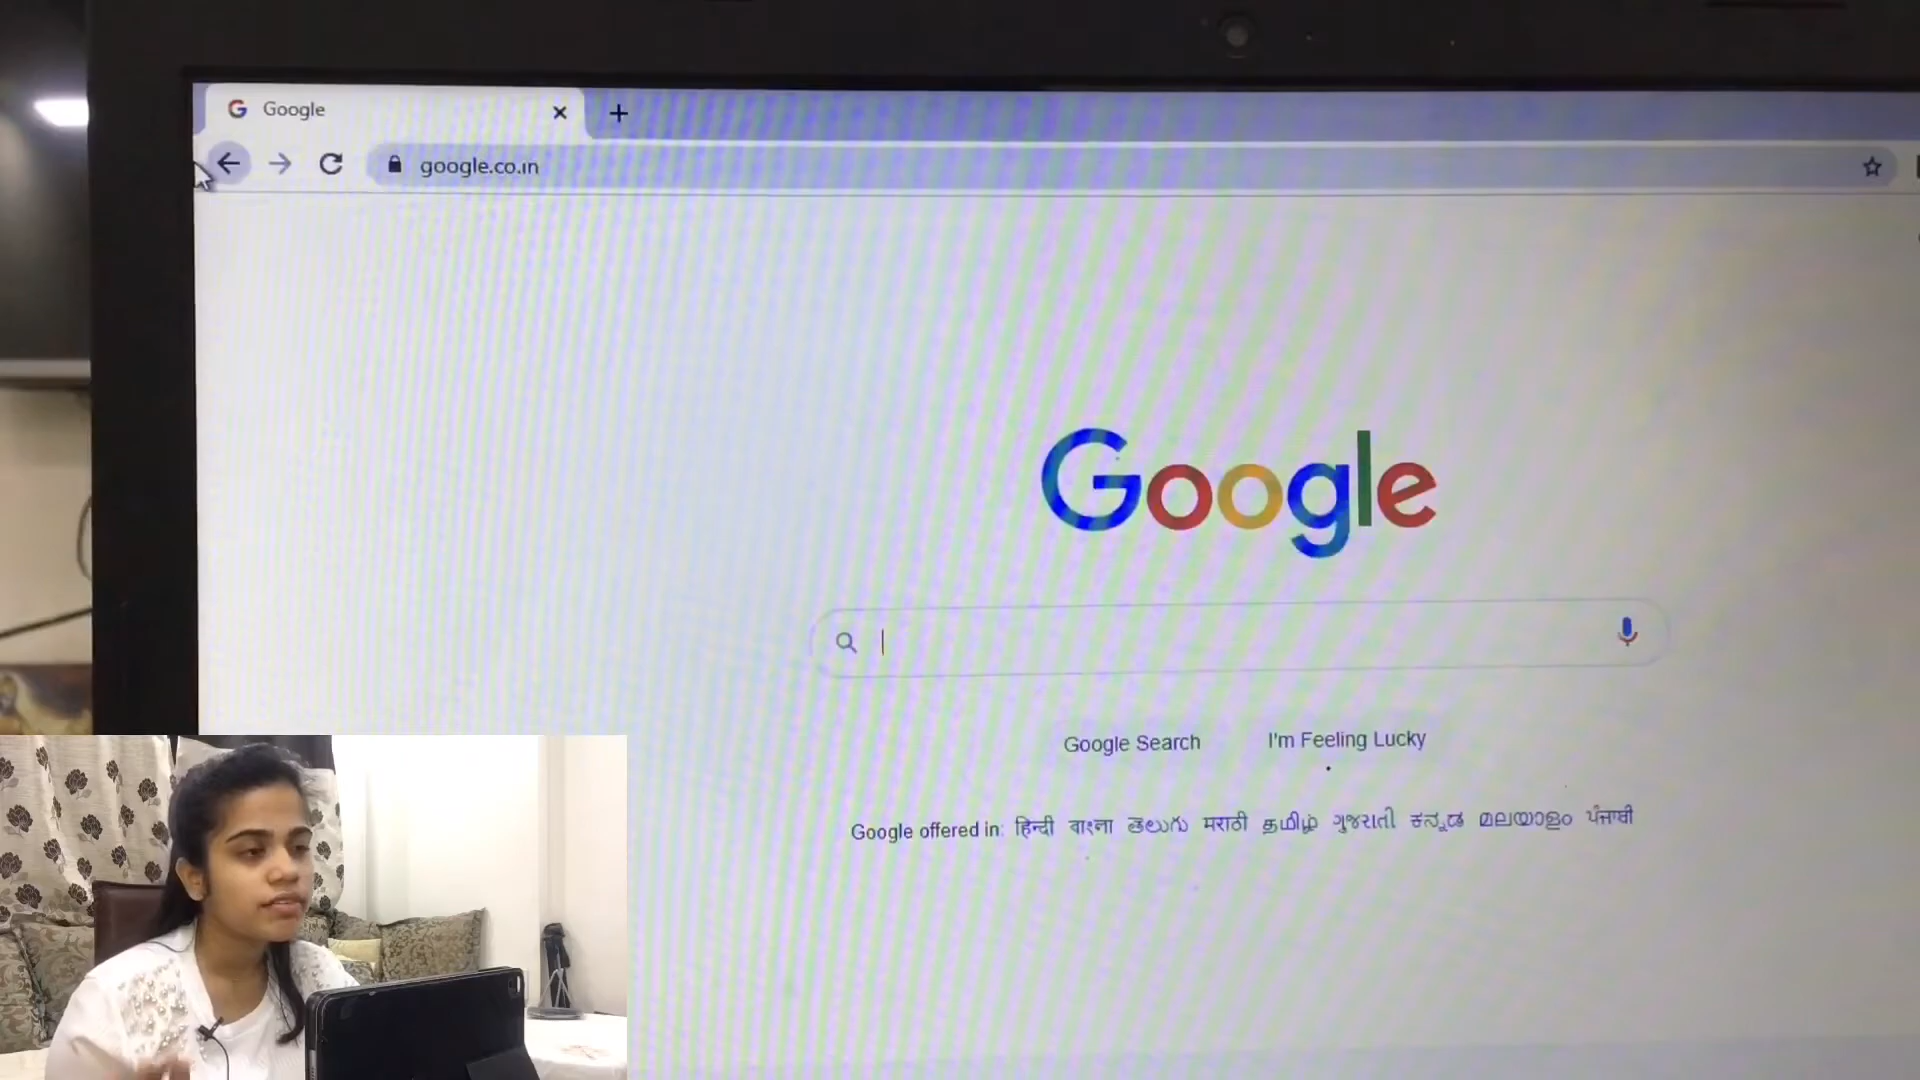 Google
google.co.in
Google
Google Search
I'm Feeling Lucky
Google offered in: हिन्दी বাংলা తెలుగు मराठी தமிழ் ગુજરાતી ಕನ್ನಡ മലയാളം ਪੰਜਾਬੀ